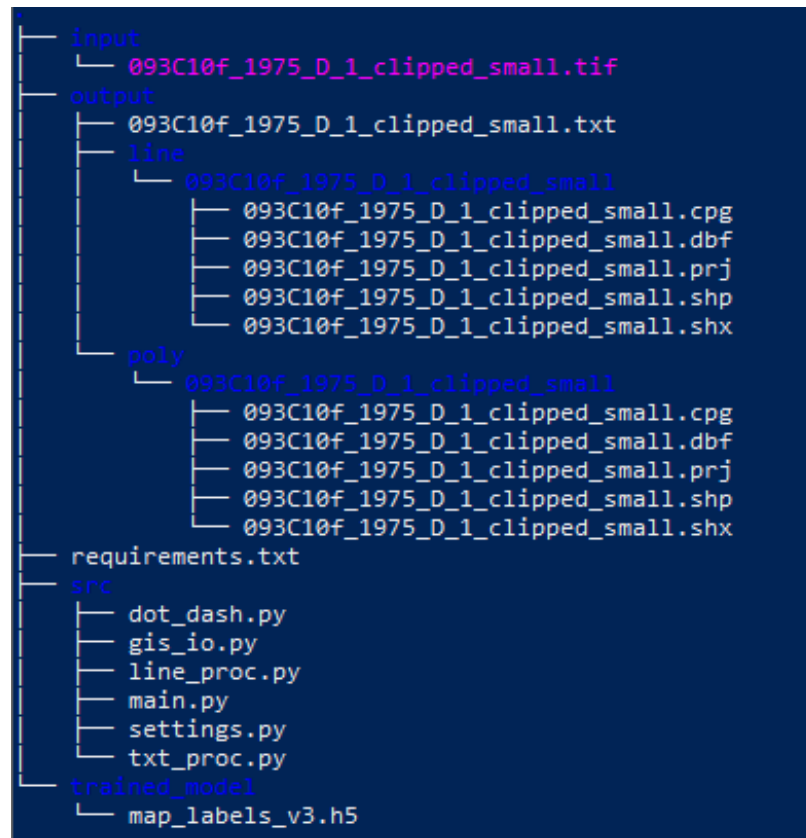 .
├── input
│   └── 093C10f_1975_D_1_clipped_small.tif
├── output
│   ├── 093C10f_1975_D_1_clipped_small.txt
│   ├── line
│   │   └── 093C10f_1975_D_1_clipped_small
│   │       ├── 093C10f_1975_D_1_clipped_small.cpg
│   │       ├── 093C10f_1975_D_1_clipped_small.dbf
│   │       ├── 093C10f_1975_D_1_clipped_small.prj
│   │       ├── 093C10f_1975_D_1_clipped_small.shp
│   │       └── 093C10f_1975_D_1_clipped_small.shx
│   └── poly
│       └── 093C10f_1975_D_1_clipped_small
│           ├── 093C10f_1975_D_1_clipped_small.cpg
│           ├── 093C10f_1975_D_1_clipped_small.dbf
│           ├── 093C10f_1975_D_1_clipped_small.prj
│           ├── 093C10f_1975_D_1_clipped_small.shp
│           └── 093C10f_1975_D_1_clipped_small.shx
├── requirements.txt
├── src
│   ├── dot_dash.py
│   ├── gis_io.py
│   ├── line_proc.py
│   ├── main.py
│   ├── settings.py
│   └── txt_proc.py
└── trained_model
    └── map_labels_v3.h5